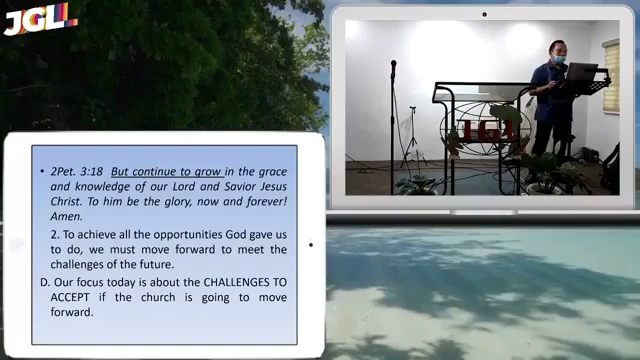 JGL
• 2Pet. 3:18 But continue to grow in the grace
and knowledge of our Lord and Savior Jesus
Christ. To him be the glory, now and forever!
Amen.
2. To achieve all the opportunities God gave us
to do, we must move forward to meet the
challenges of the future.
D. Our focus today is about the CHALLENGES TO
ACCEPT if the church is going to move
forward.
JGL